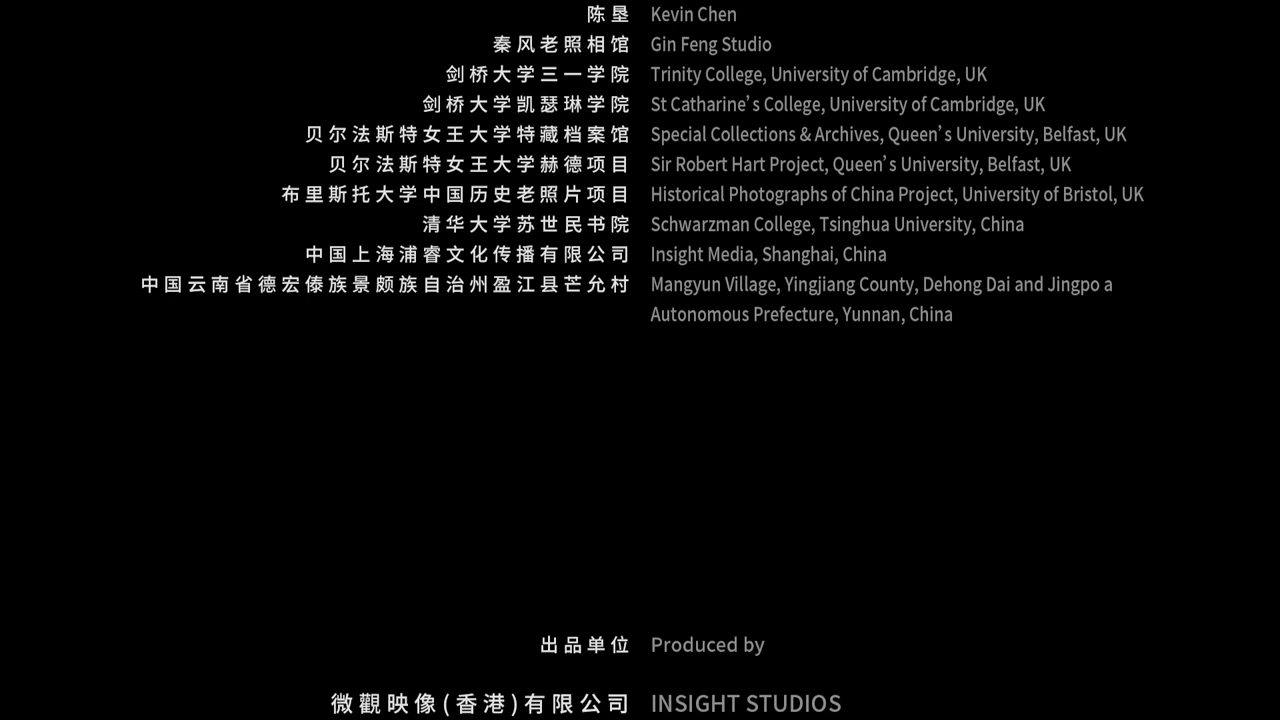 陈垦 Kevin Chen
秦风老照相馆 Gin Feng Studio
剑桥大学三一学院 Trinity College, University of Cambridge, UK
剑桥大学凯瑟琳学院 St Catharine’s College, University of Cambridge, UK
贝尔法斯特女王大学特藏档案馆 Special Collections & Archives, Queen’s University, Belfast, UK
贝尔法斯特女王大学赫德项目 Sir Robert Hart Project, Queen’s University, Belfast, UK
布里斯托大学中国历史老照片项目 Historical Photographs of China Project, University of Bristol, UK
清华大学苏世民书院 Schwarzman College, Tsinghua University, China
中国上海浦睿文化传播有限公司 Insight Media, Shanghai, China
中国云南省德宏傣族景颇族自治州盈江县芒允村 Mangyun Village, Yingjiang County, Dehong Dai and Jingpo a
Autonomous Prefecture, Yunnan, China
出品单位 Produced by
微觀映像(香港)有限公司 INSIGHT STUDIOS